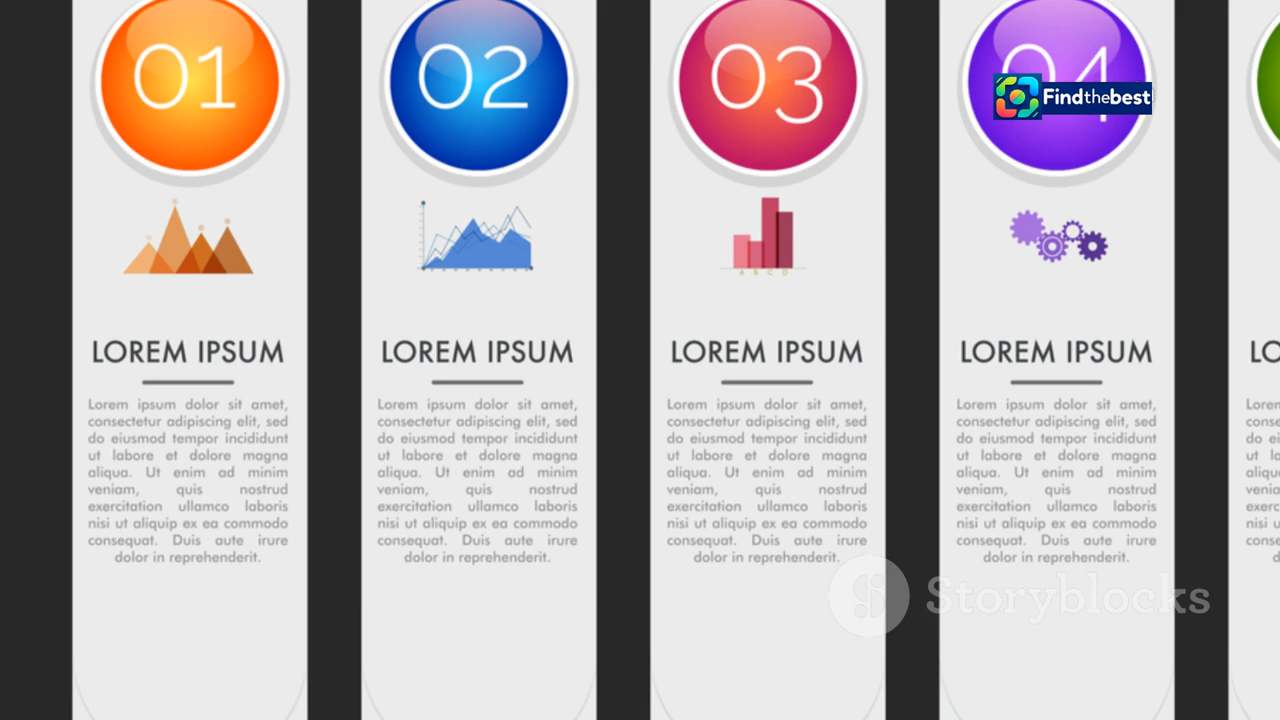 01
LOREM IPSUM
Lorem ipsum dolor sit amet,
consectetur adipiscing elit, sed
do eiusmod tempor incididunt
ut labore et dolore magna
aliqua. Ut enim ad minim
veniam, quis nostrud
exercitation ullamco laboris
nisi ut aliquip ex ea commodo
consequat. Duis aute irure
dolor in reprehenderit.
02
LOREM IPSUM
Lorem ipsum dolor sit amet,
consectetur adipiscing elit, sed
do eiusmod tempor incididunt
ut labore et dolore magna
aliqua. Ut enim ad minim
veniam, quis nostrud
exercitation ullamco laboris
nisi ut aliquip ex ea commodo
consequat. Duis aute irure
dolor in reprehenderit.
03
A B C D
LOREM IPSUM
Lorem ipsum dolor sit amet,
consectetur adipiscing elit, sed
do eiusmod tempor incididunt
ut labore et dolore magna
aliqua. Ut enim ad minim
veniam, quis nostrud
exercitation ullamco laboris
nisi ut aliquip ex ea commodo
consequat. Duis aute irure
dolor in reprehenderit.
04
Findthebest
LOREM IPSUM
Lorem ipsum dolor sit amet,
consectetur adipiscing elit, sed
do eiusmod tempor incididunt
ut labore et dolore magna
aliqua. Ut enim ad minim
veniam, quis nostrud
exercitation ullamco laboris
nisi ut aliquip ex ea commodo
consequat. Duis aute irure
dolor in reprehenderit.
Storyblocks